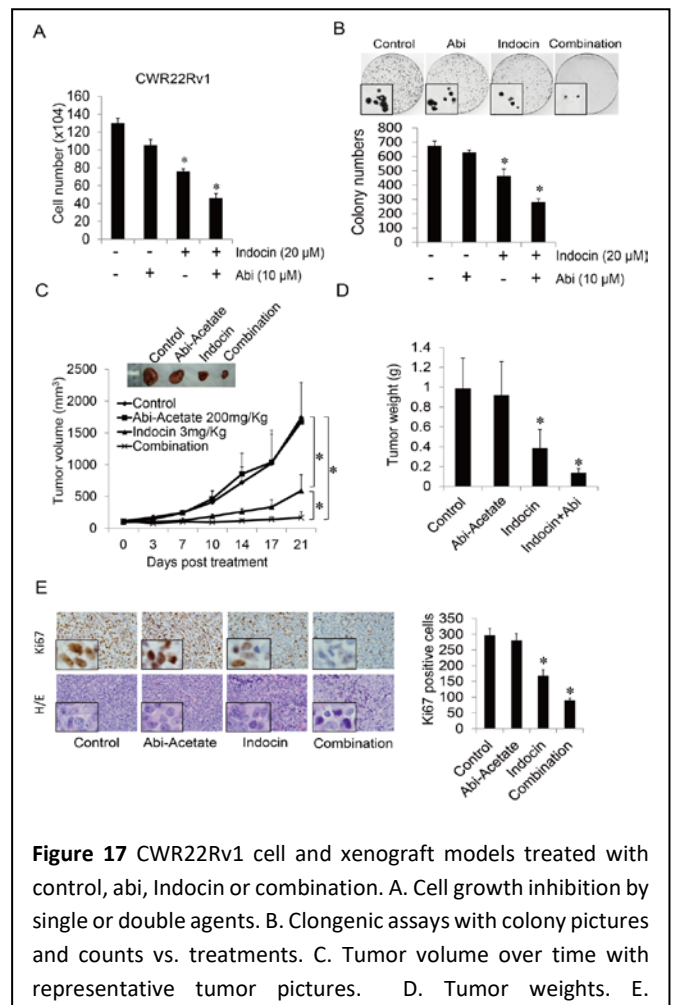 A
CWR22Rv1
Cell number (x104)
160
140
120
100
80
60
40
20
0
- - + + Indocin (20 µM)
- + - + Abi (10 µM)
B
Control Abi Indocin Combination
Colony numbers
800
700
600
500
400
300
200
100
0
* *
- - + + Indocin (20 µM)
- + - + Abi (10 µM)
C
Control
Abi-Acetate
Indocin
Combination
Tumor volume (mm³)
2500
2000
1500
1000
500
0
Control
Abi-Acetate 200mg/Kg
Indocin 3mg/Kg
Combination
* * *
0 3 7 10 14 17 21
Days post treatment
D
Tumor weight (g)
1.4
1.2
1
0.8
0.6
0.4
0.2
0
* *
Control
Abi-Acetate
Indocin
Indocin+Abi
E
Ki67
H/E
Control Abi-Acetate Indocin Combination
Ki67 positive cells
350
300
250
200
150
100
50
0
* *
Control
Abi-Acetate
Indocin
Combination
Figure 17 CWR22Rv1 cell and xenograft models treated with
control, abi, Indocin or combination. A. Cell growth inhibition by
single or double agents. B. Clongenic assays with colony pictures
and counts vs. treatments. C. Tumor volume over time with
representative tumor pictures. D. Tumor weights. E.